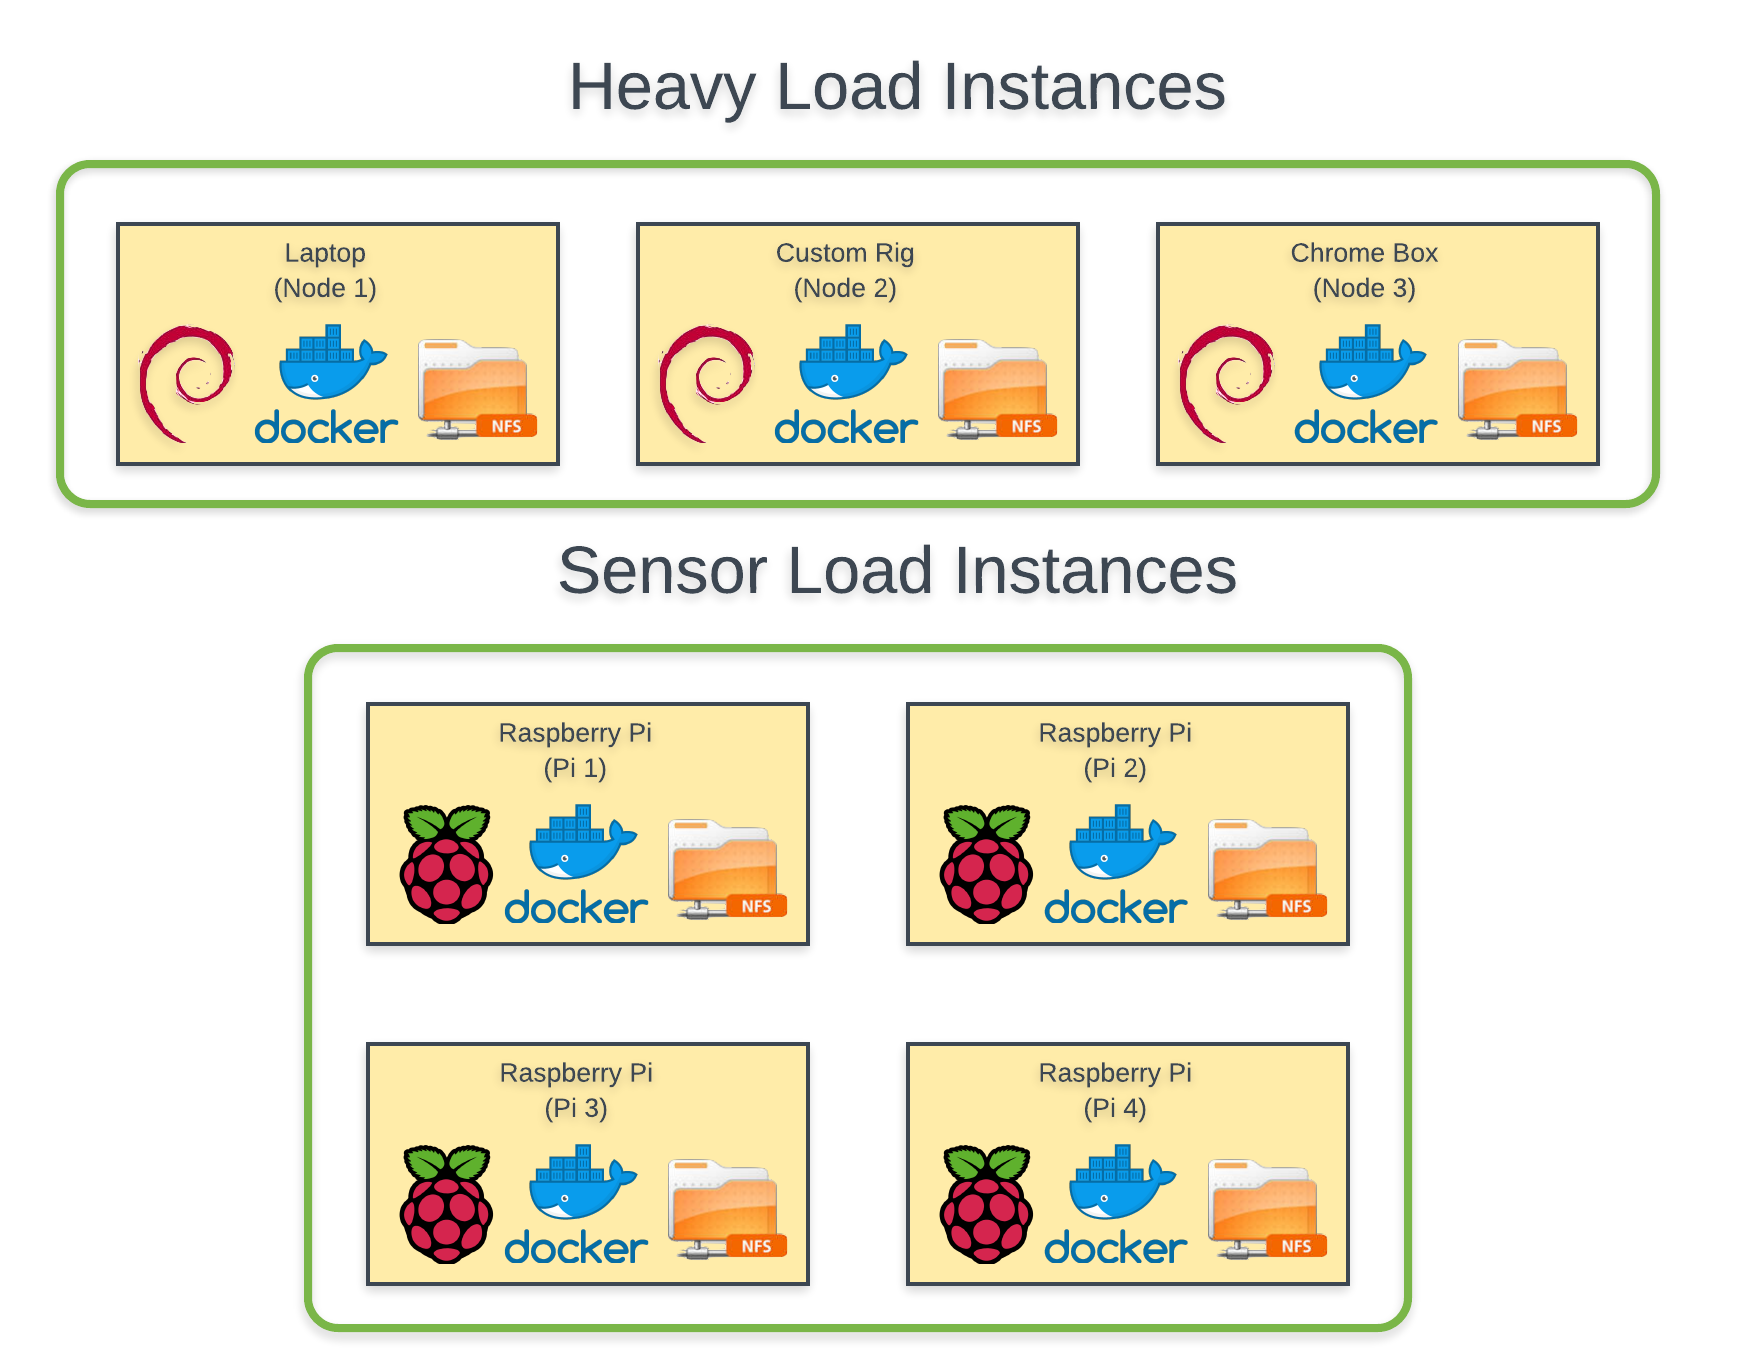 Heavy Load Instances
Laptop
(Node 1)
docker
NFS
Custom Rig
(Node 2)
docker
NFS
Chrome Box
(Node 3)
docker
NFS
Sensor Load Instances
Raspberry Pi
(Pi 1)
docker
NFS
Raspberry Pi
(Pi 2)
docker
NFS
Raspberry Pi
(Pi 3)
docker
NFS
Raspberry Pi
(Pi 4)
docker
NFS